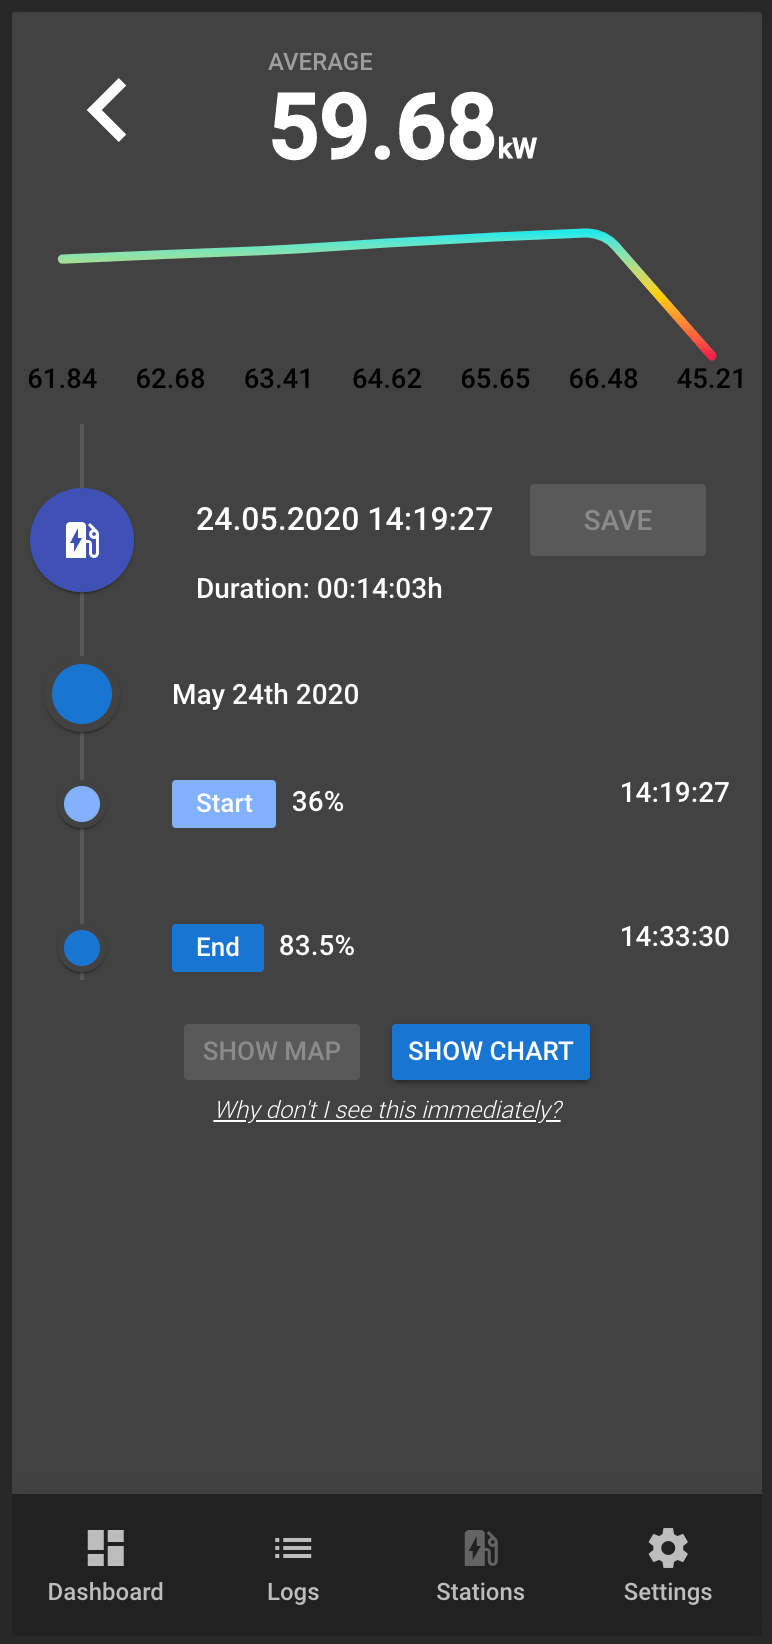 AVERAGE
59.68kW
61.84 62.68 63.41 64.62 65.65 66.48 45.21
24.05.2020 14:19:27 SAVE
Duration: 00:14:03h
May 24th 2020
Start 36% 14:19:27
End 83.5% 14:33:30
SHOW MAP SHOW CHART
Why don't I see this immediately?
Dashboard Logs Stations Settings